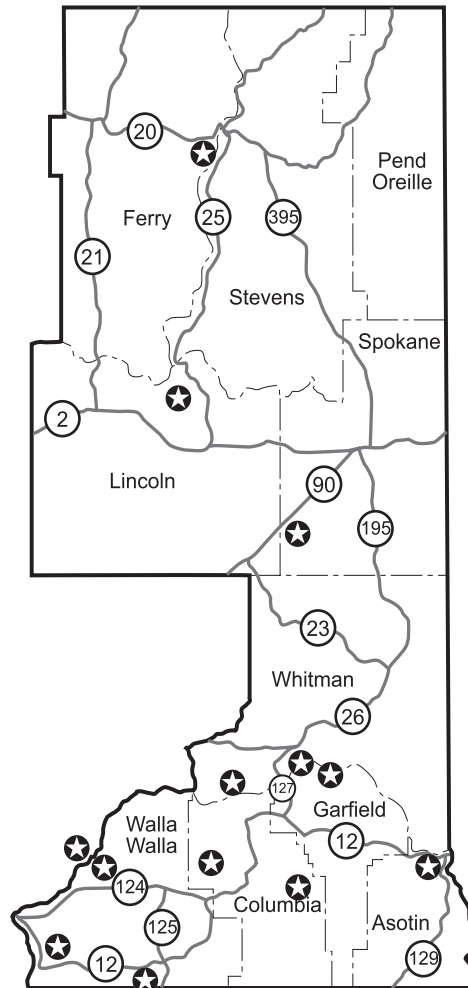 20
Pend
Oreille
Ferry
25
395
21
Stevens
Spokane
2
Lincoln
90
195
23
Whitman
26
127
Garfield
Walla
Walla
12
124
Columbia
125
Asotin
12
129